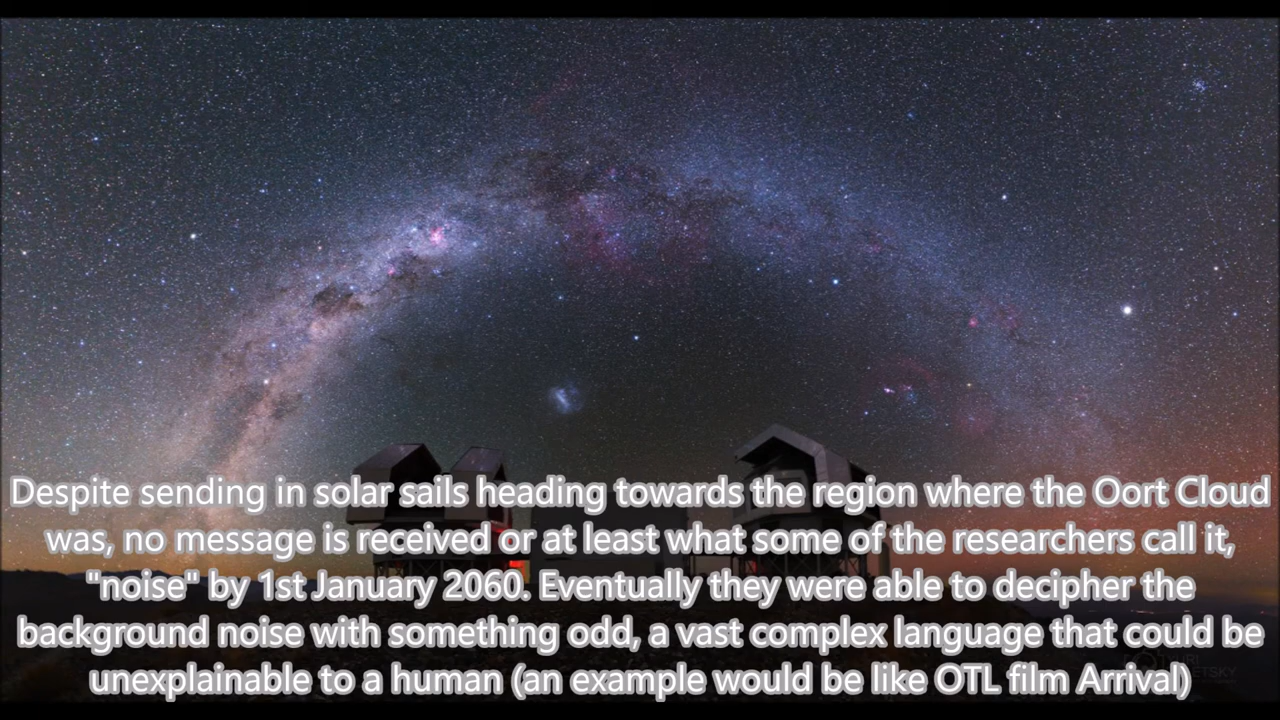 Despite sending in solar sails heading towards the region where the Oort Cloud
was, no message is received or at least what some of the researchers call it,
"noise" by 1st January 2060. Eventually they were able to decipher the
background noise with something odd, a vast complex language that could be
unexplainable to a human (an example would be like OTL film Arrival)